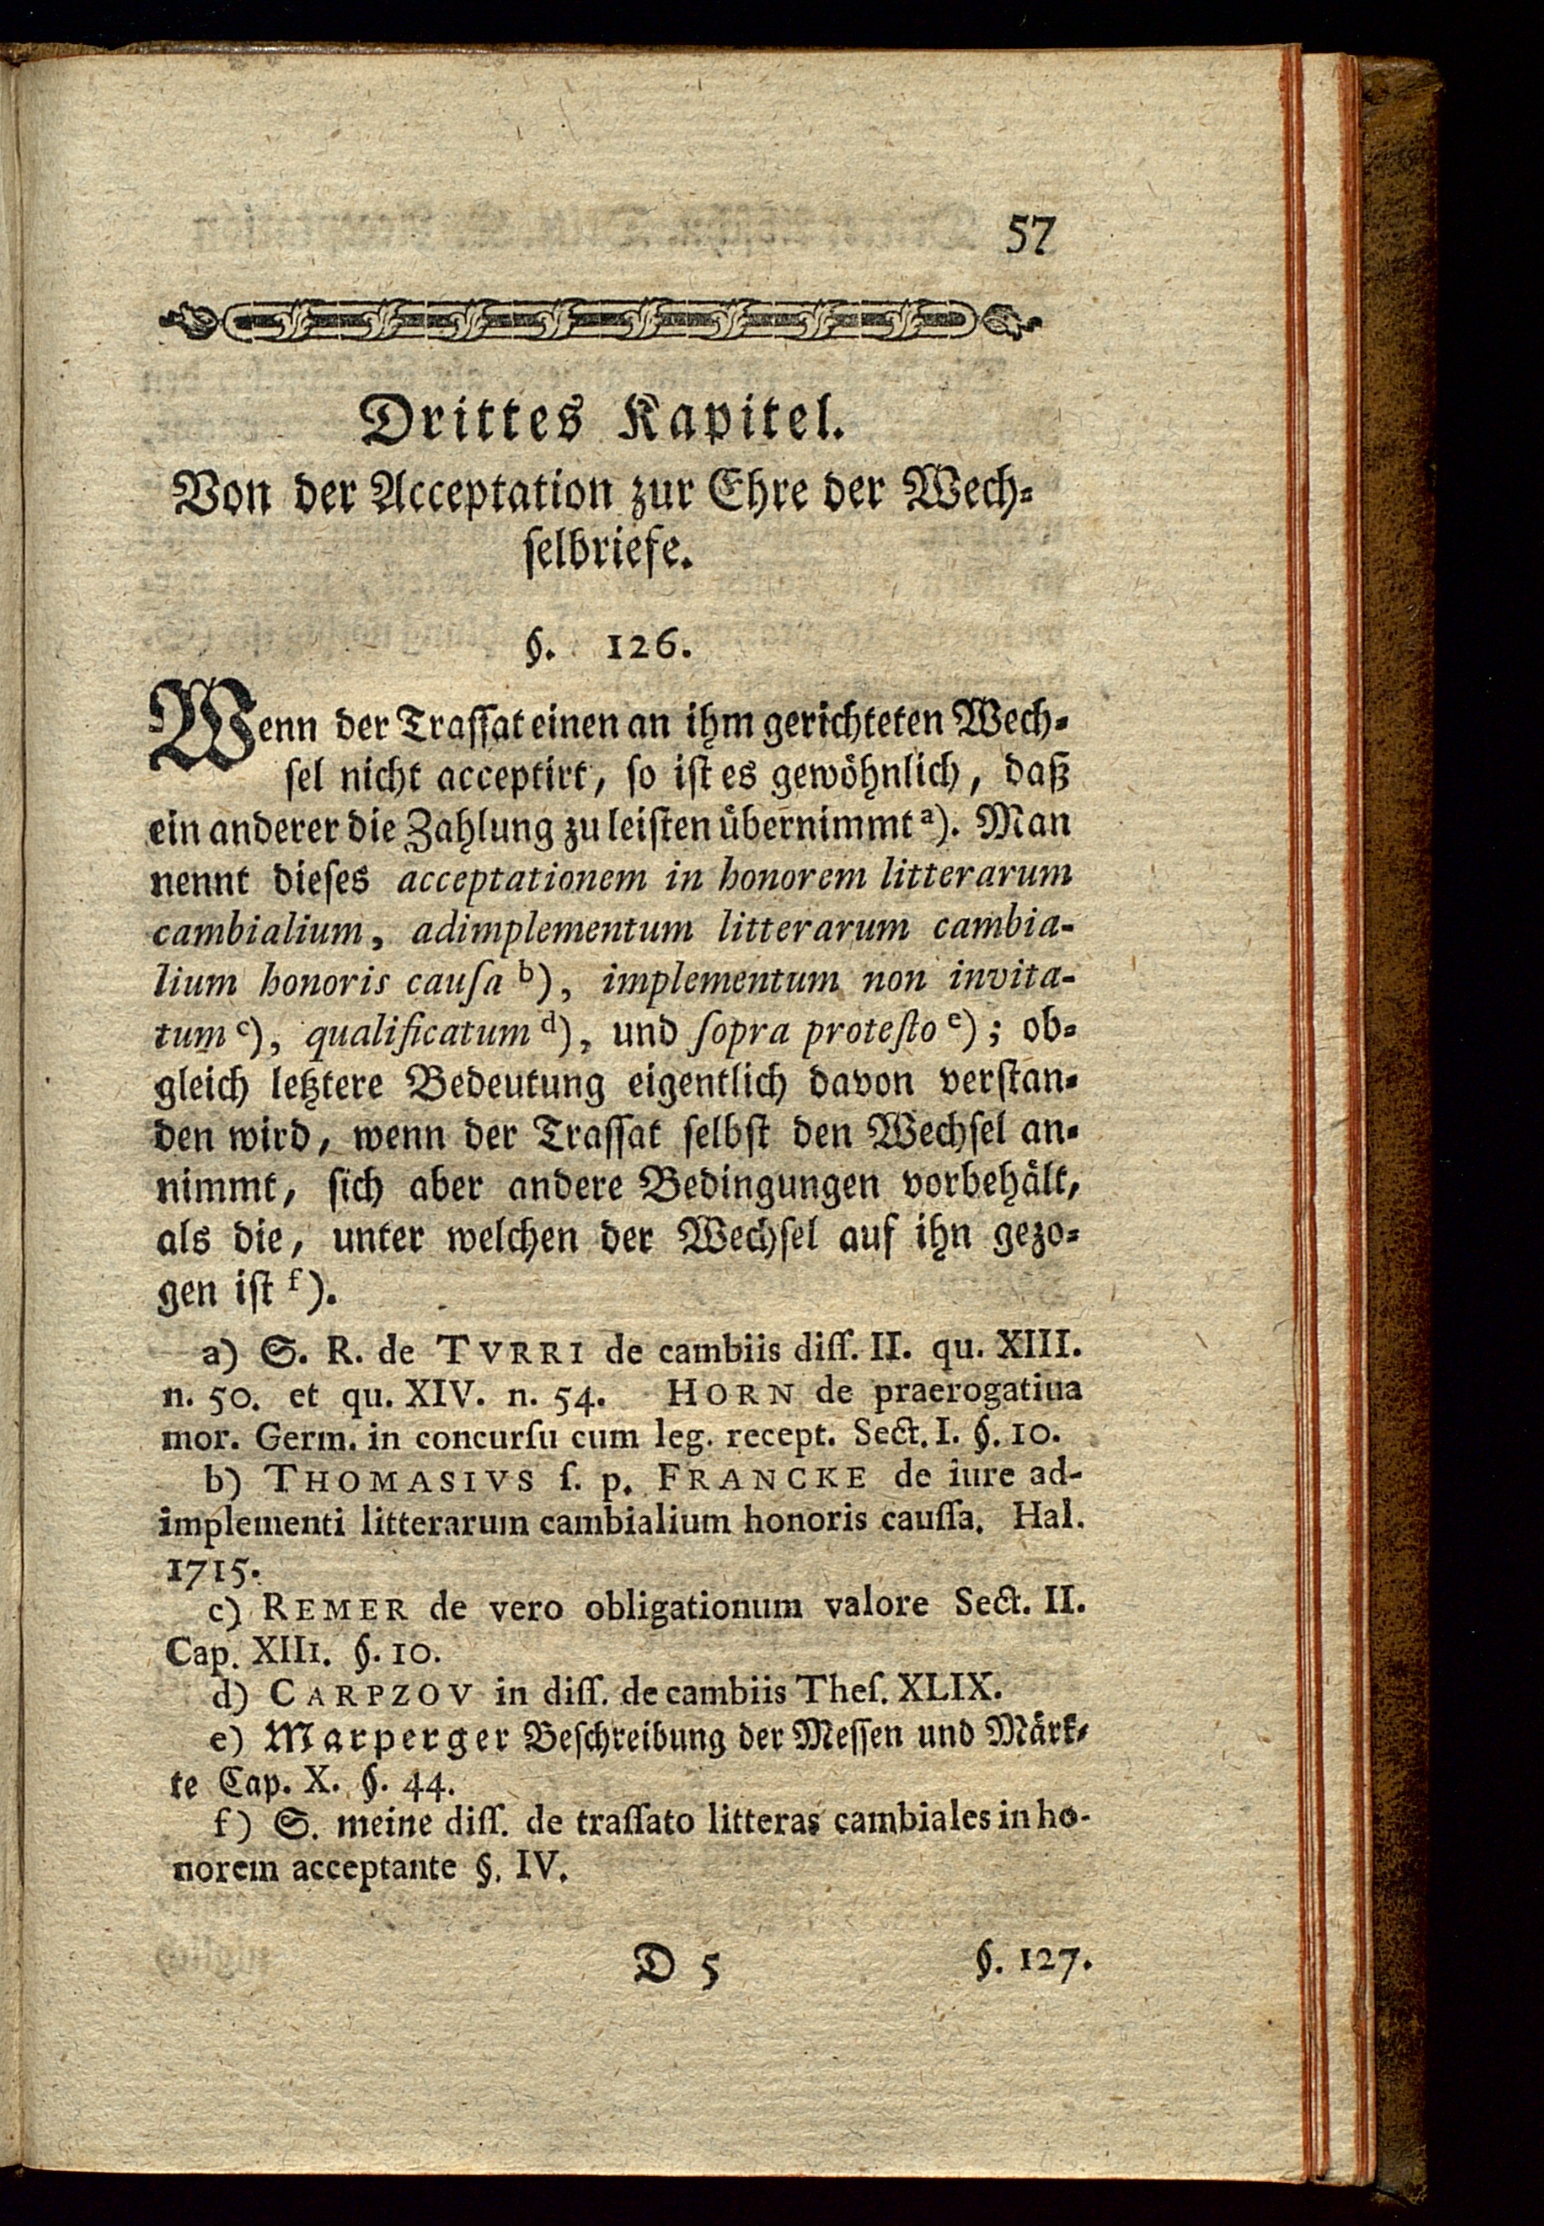 57
Drittes Kapitel.
Von der Acceptation zur Ehre der Wech-
ſelbriefe.
§. 126.
Wenn der Traſſat einen an ihm gerichteten Wech-
ſel nicht acceptirt, ſo iſt es gewöhnlich, daß
ein anderer die Zahlung zu leiſten übernimmt a). Man
nennt dieſes acceptationem in honorem litterarum
cambialium, adimplementum litterarum cambia-
lium honoris cauſa b), implementum non invita-
tum c), qualificatum d), und ſopra proteſto e); ob-
gleich letztere Bedeutung eigentlich davon verſtan-
den wird, wenn der Traſſat ſelbſt den Wechſel an-
nimmt, ſich aber andere Bedingungen vorbehält,
als die, unter welchen der Wechſel auf ihn gezo-
gen iſt f).
a) S. R. de TVRRI de cambiis diſſ. II. qu. XIII.
n. 50. et qu. XIV. n. 54. HORN de praerogatiua
mor. Germ. in concurſu cum leg. recept. Sect. I. §. 10.
b) THOMASIVS ſ. p. FRANCKE de iure ad-
implementi litterarum cambialium honoris cauſſa. Hal.
1715.
c) REMER de vero obligationum valore Sect. II.
Cap. XIII. §. 10.
d) CARPZOV in diſſ. de cambiis Theſ. XLIX.
e) Marperger Beſchreibung der Meſſen und Märk-
te Cap. X. §. 44.
f) S. meine diſſ. de traſſato litteras cambiales in ho-
norem acceptante §. IV.
D 5 §. 127.